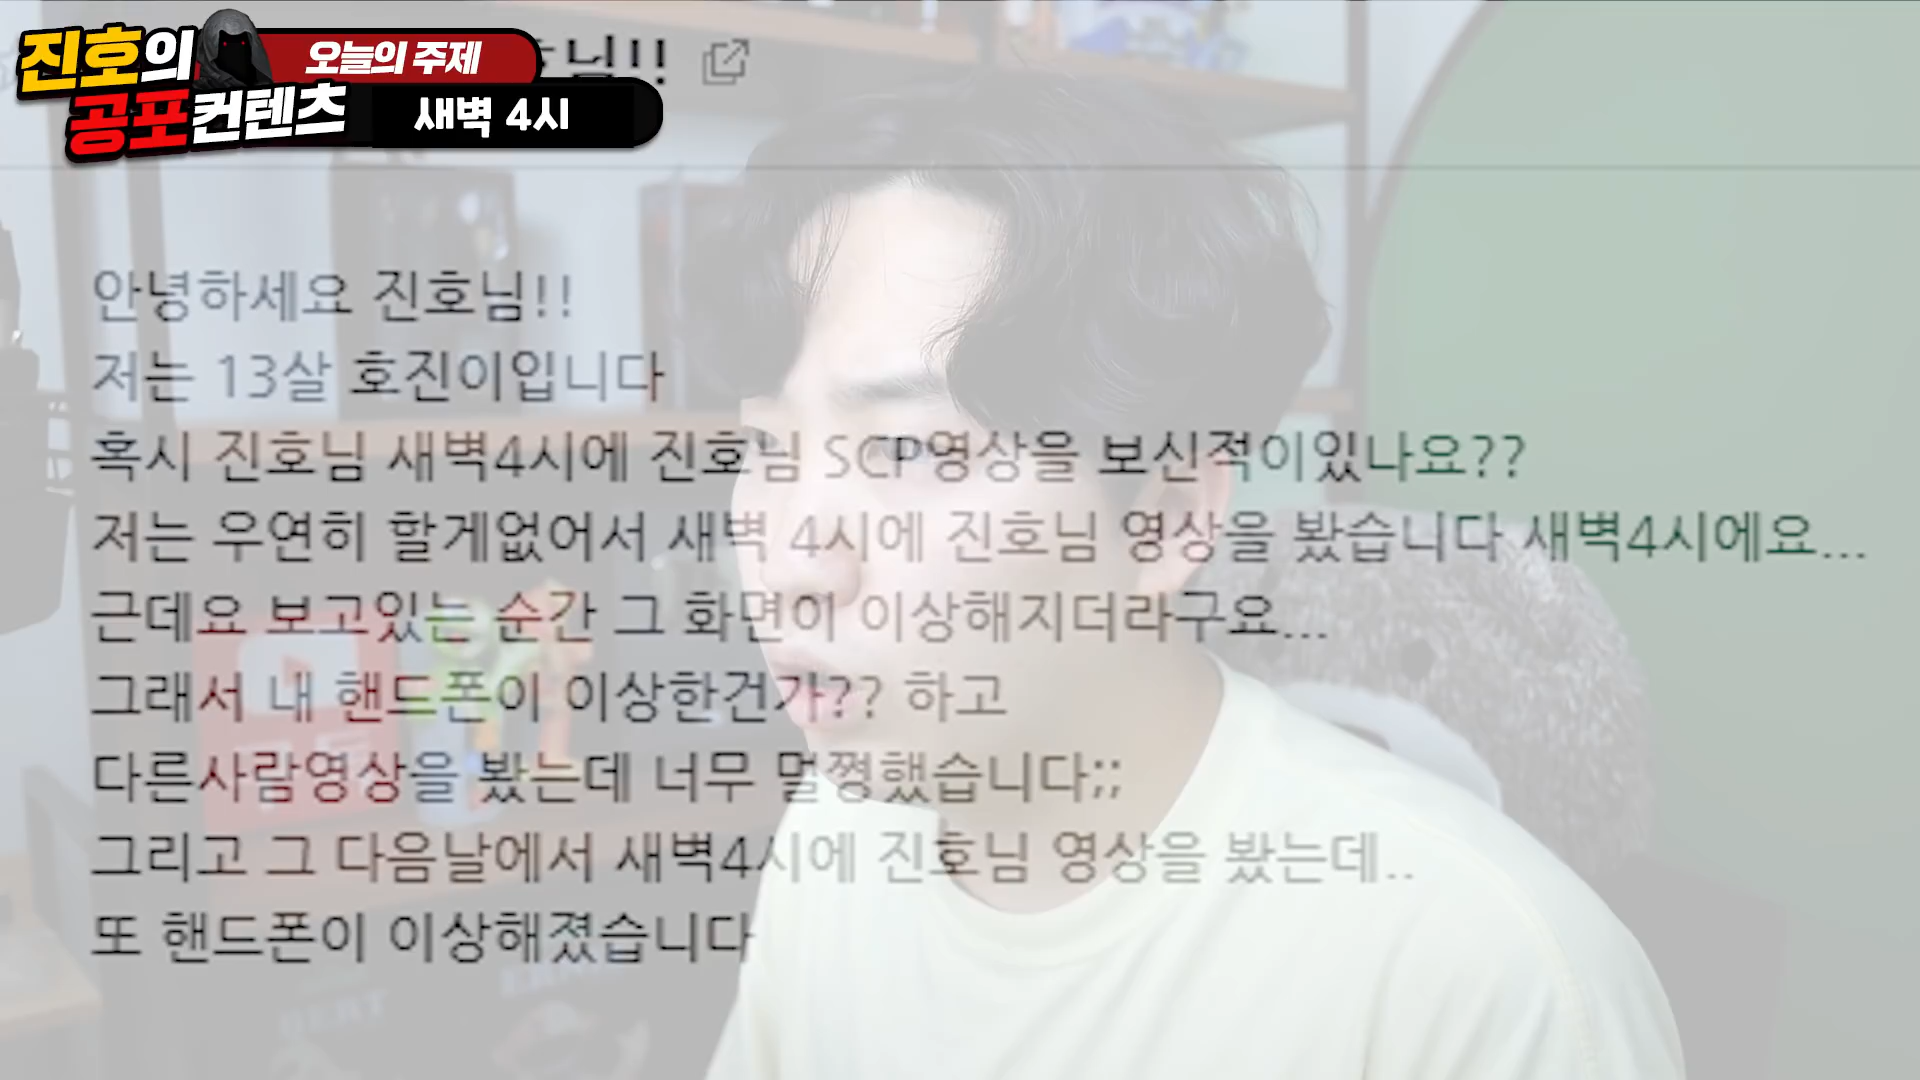 진호의
공포컨텐츠
오늘의 주제
새벽 4시
님!!
안녕하세요 진호님!!
저는 13살 호진이입니다
혹시 진호님 새벽4시에 진호님 SCP영상을 보신적이있나요??
저는 우연히 할게없어서 새벽 4시에 진호님 영상을 봤습니다 새벽4시에요...
근데요 보고있는 순간 그 화면이 이상해지더라구요...
그래서 내 핸드폰이 이상한건가?? 하고
다른사람영상을 봤는데 너무 멀쩡했습니다;;
그리고 그 다음날에서 새벽4시에 진호님 영상을 봤는데..
또 핸드폰이 이상해졌습니다